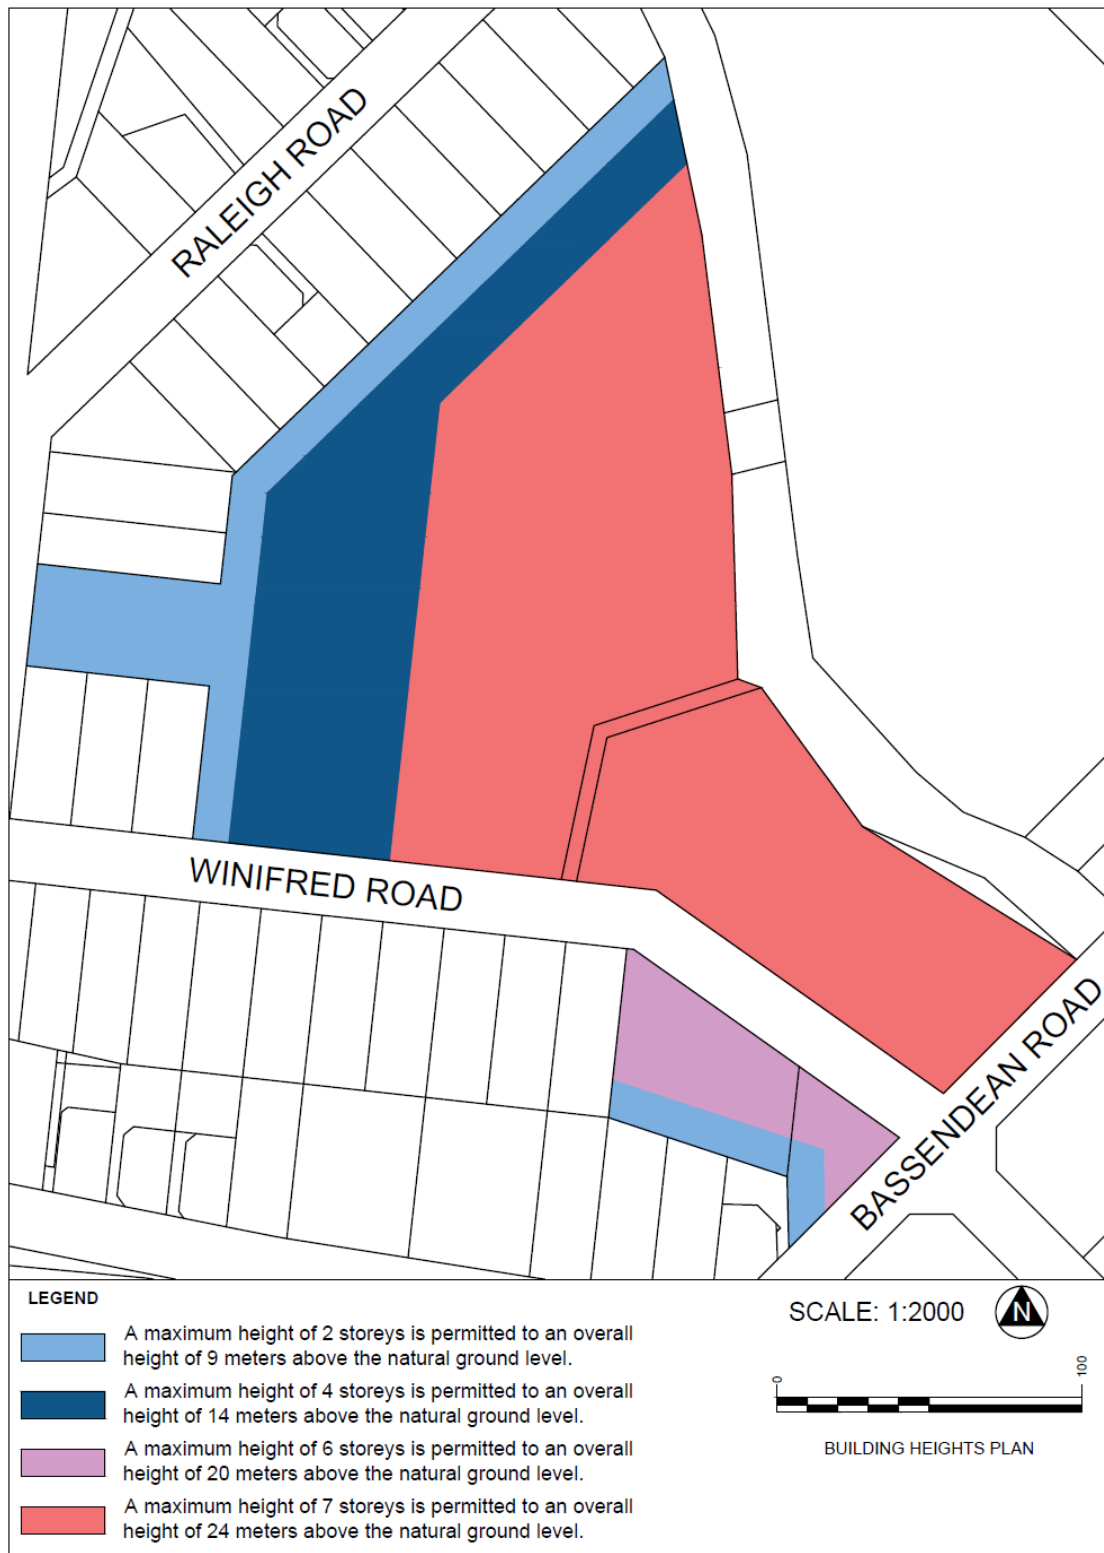 RALEIGH ROAD
WINIFRED ROAD
BASSENDEAN ROAD
LEGEND
A maximum height of 2 storeys is permitted to an overall
height of 9 meters above the natural ground level.
A maximum height of 4 storeys is permitted to an overall
height of 14 meters above the natural ground level.
A maximum height of 6 storeys is permitted to an overall
height of 20 meters above the natural ground level.
A maximum height of 7 storeys is permitted to an overall
height of 24 meters above the natural ground level.
SCALE: 1:2000
N
0
100
BUILDING HEIGHTS PLAN